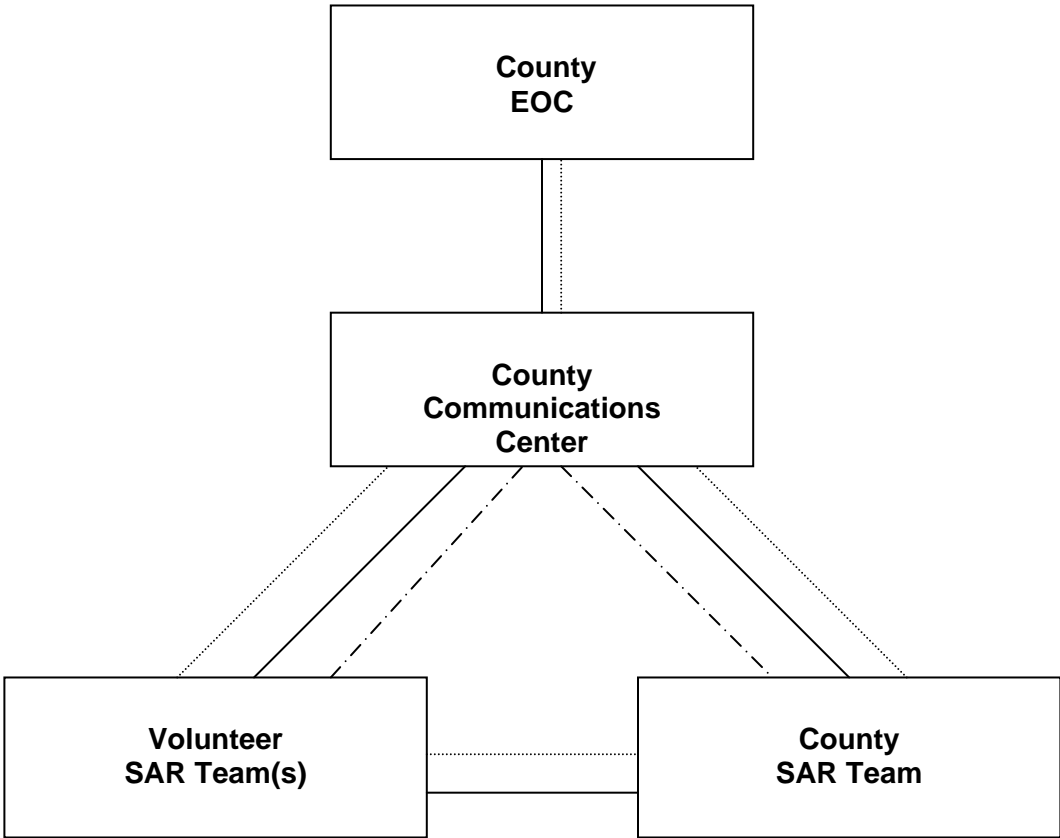 County
EOC
County
Communications
Center
Volunteer
SAR Team(s)
County
SAR Team